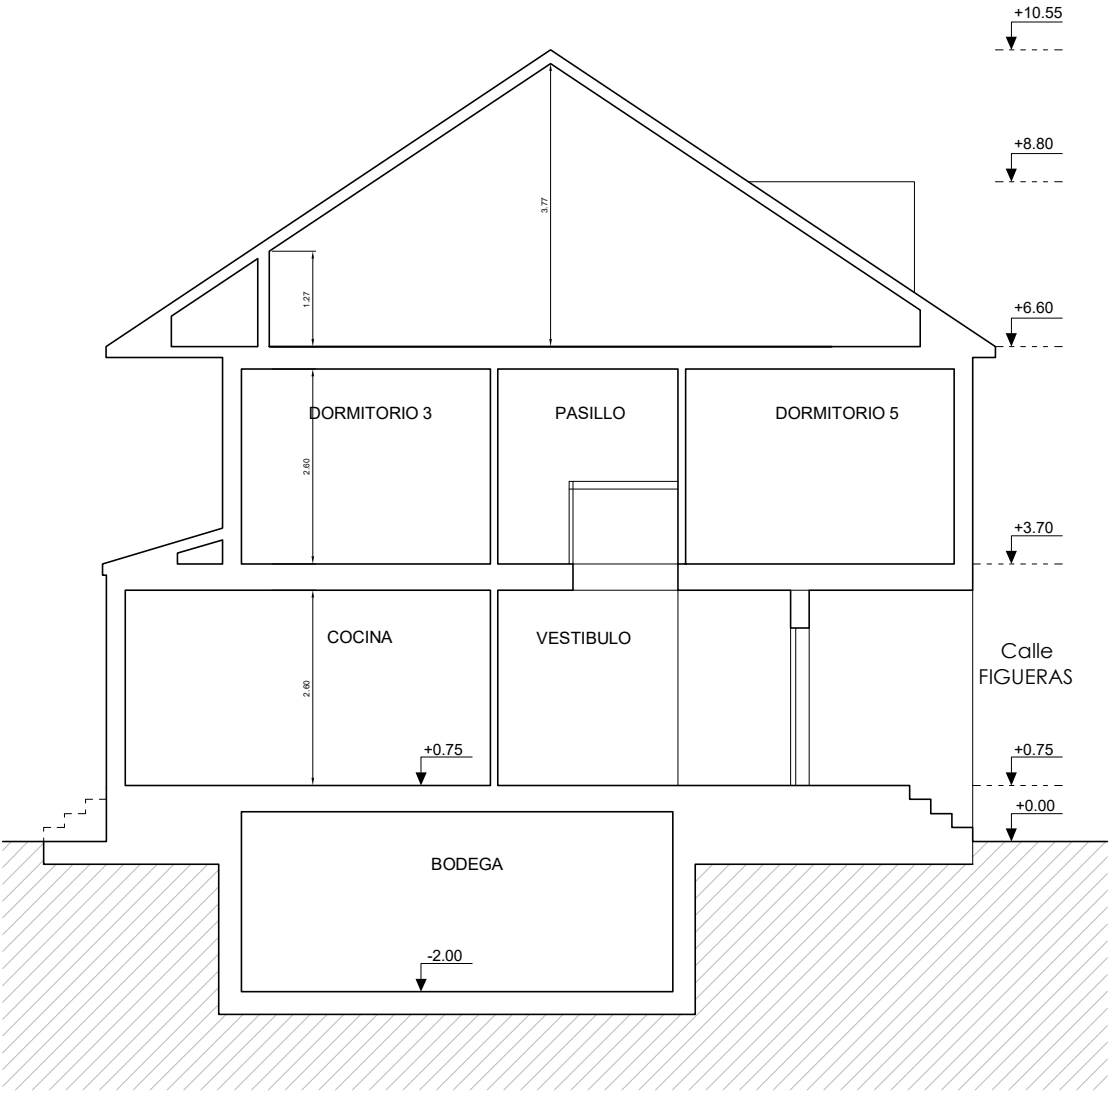 +10.55
+8.80
3.77
1.27
+6.60
DORMITORIO 3
PASILLO
DORMITORIO 5
2.60
+3.70
COCINA
VESTIBULO
Calle
FIGUERAS
2.60
+0.75
+0.75
+0.00
BODEGA
-2.00